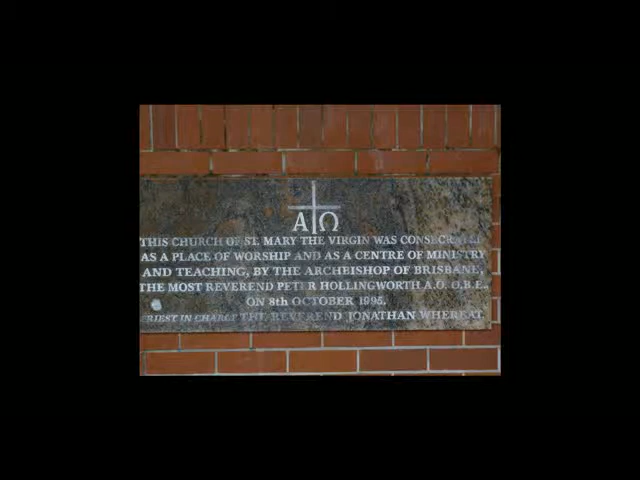 Α Ω
THIS CHURCH OF ST. MARY THE VIRGIN WAS CONSECRATED
AS A PLACE OF WORSHIP AND AS A CENTRE OF MINISTRY
AND TEACHING, BY THE ARCHBISHOP OF BRISBANE,
THE MOST REVEREND PETER HOLLINGWORTH A.O. O.B.E.,
ON 8th OCTOBER 1995.
PRIEST IN CHARGE THE REVEREND JONATHAN WHEREAT